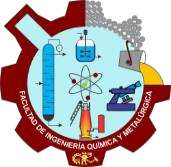 FACULTAD DE INGENIERÍA QUÍMICA Y METALÚRGICA